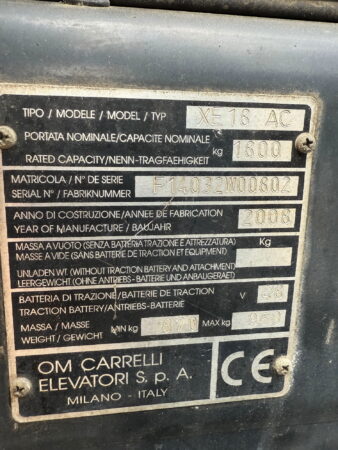 TIPO / MODELE / MODEL / TYP XE 16 AC
PORTATA NOMINALE/CAPACITE NOMINALE
RATED CAPACITY/NENN-TRAGFAEHIGKEIT kg 1600
MATRICOLA / N° DE SERIE
SERIAL N° / FABRIKNUMMER F14032W00802
ANNO DI COSTRUZIONE/ANNEE DE FABRICATION
YEAR OF MANUFACTURE / BAUJAHR 2008
MASSA A VUOTO (SENZA BATTERIA TRAZIONE E ATTREZZATURA) Kg
MASSE A VIDE (SANS BATTERIE DE TRACTION ET EQUIPEMENT)
UNLADEN WT. (WITHOUT TRACTION BATTERY AND ATTACHMENT)
LEERGEWICHT (OHNE ANTRIEBS - BATTERIE UND ANBAUGERAET)
BATTERIA DI TRAZIONE/BATTERIE DE TRACTION V
TRACTION BATTERY/ANTRIEBS-BATTERIE
MASSA / MASSE
WEIGHT / GEWICHT MIN kg MAX kg
OM CARRELLI
ELEVATORI S. p. A.
MILANO - ITALY
CE